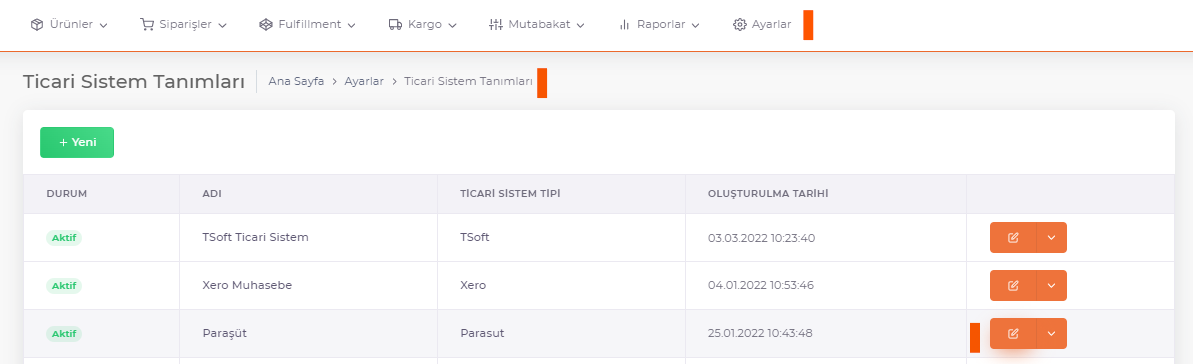 Ürünler Siparişler Fulfillment Kargo Mutabakat Raporlar Ayarlar
Ticari Sistem Tanımları Ana Sayfa > Ayarlar > Ticari Sistem Tanımları
+ Yeni
DURUM ADI TİCARİ SİSTEM TİPİ OLUŞTURULMA TARİHİ
Aktif TSoft Ticari Sistem TSoft 03.03.2022 10:23:40
Aktif Xero Muhasebe Xero 04.01.2022 10:53:46
Aktif Paraşüt Parasut 25.01.2022 10:43:48